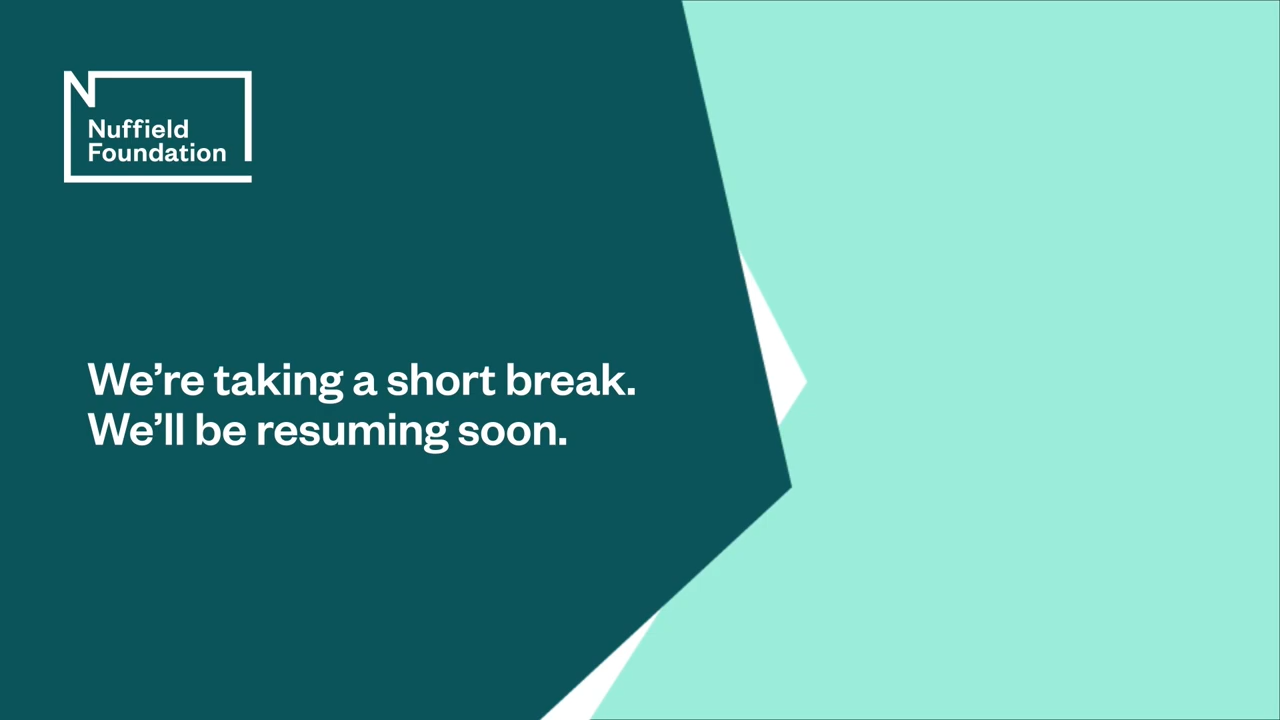 Nuffield
Foundation
We’re taking a short break.
We’ll be resuming soon.